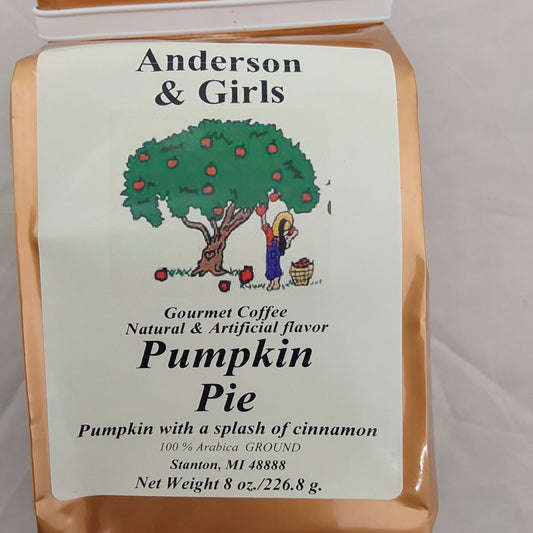 Anderson
& Girls
Gourmet Coffee
Natural & Artificial flavor
Pumpkin
Pie
Pumpkin with a splash of cinnamon
100 % Arabica GROUND
Stanton, MI 48888
Net Weight 8 oz./226.8 g.